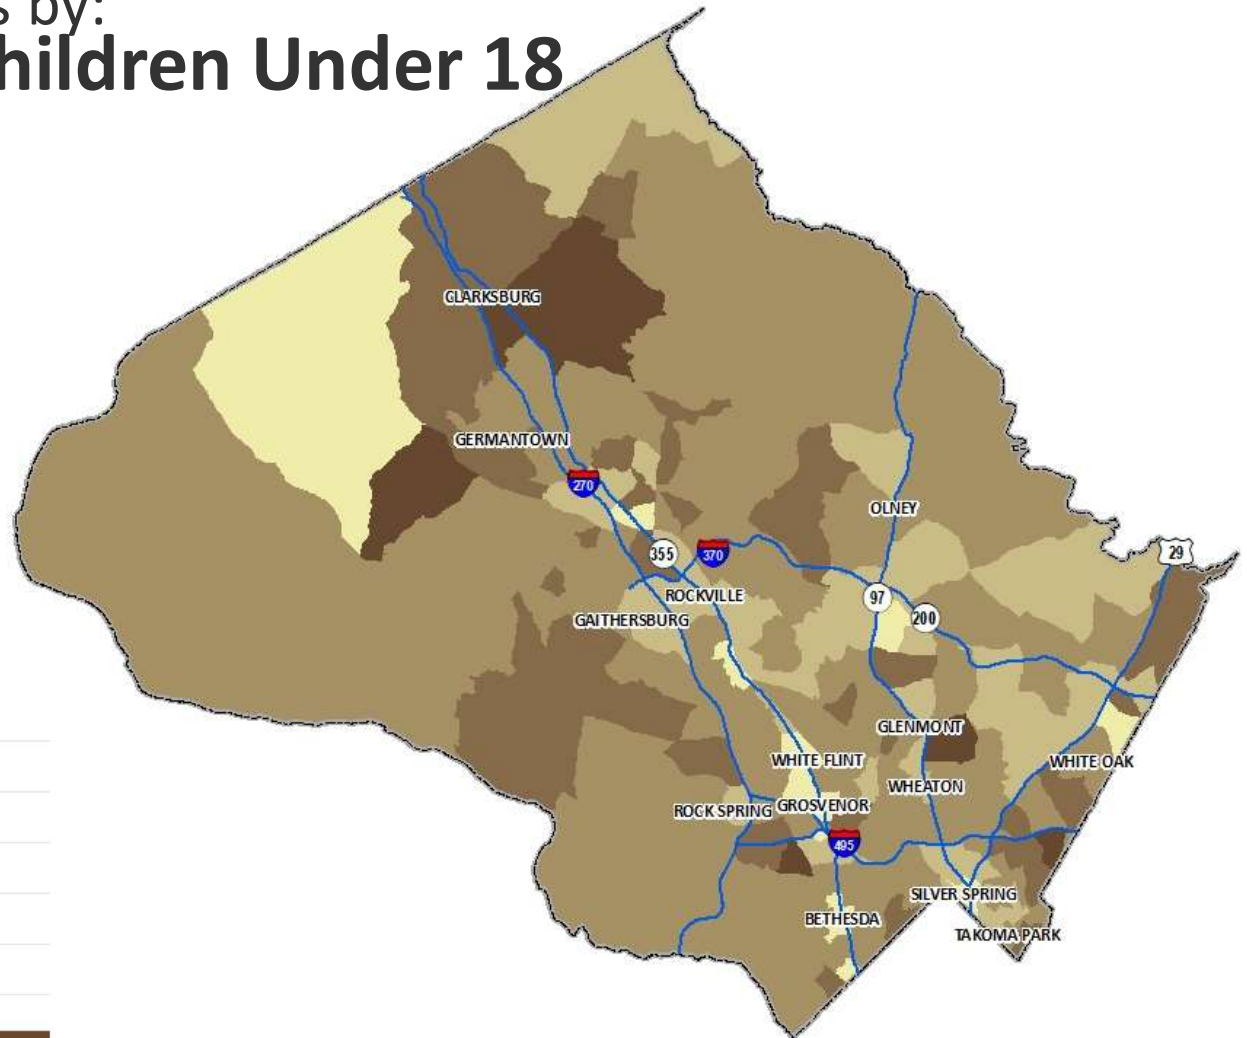 s by:
hildren Under 18
CLARKSBURG
GERMANTOWN
270
OLNEY
355
370
29
ROCKVILLE
97
200
GAITHERSBURG
GLENMONT
WHITE FLINT
WHITE OAK
WHEATON
ROCK SPRING
GROSVENOR
495
SILVER SPRING
BETHESDA
TAKOMA PARK